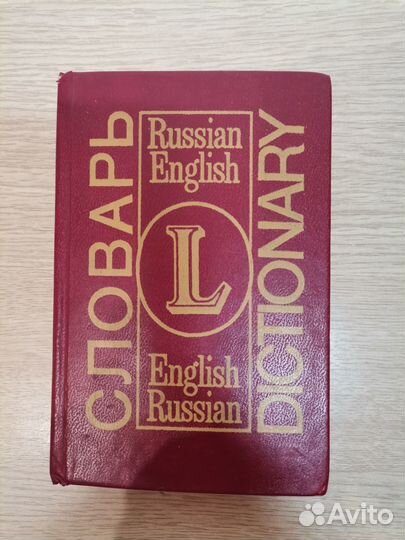 СЛОВАРЬ
Russian
English
L
English
Russian
DICTIONARY
Avito